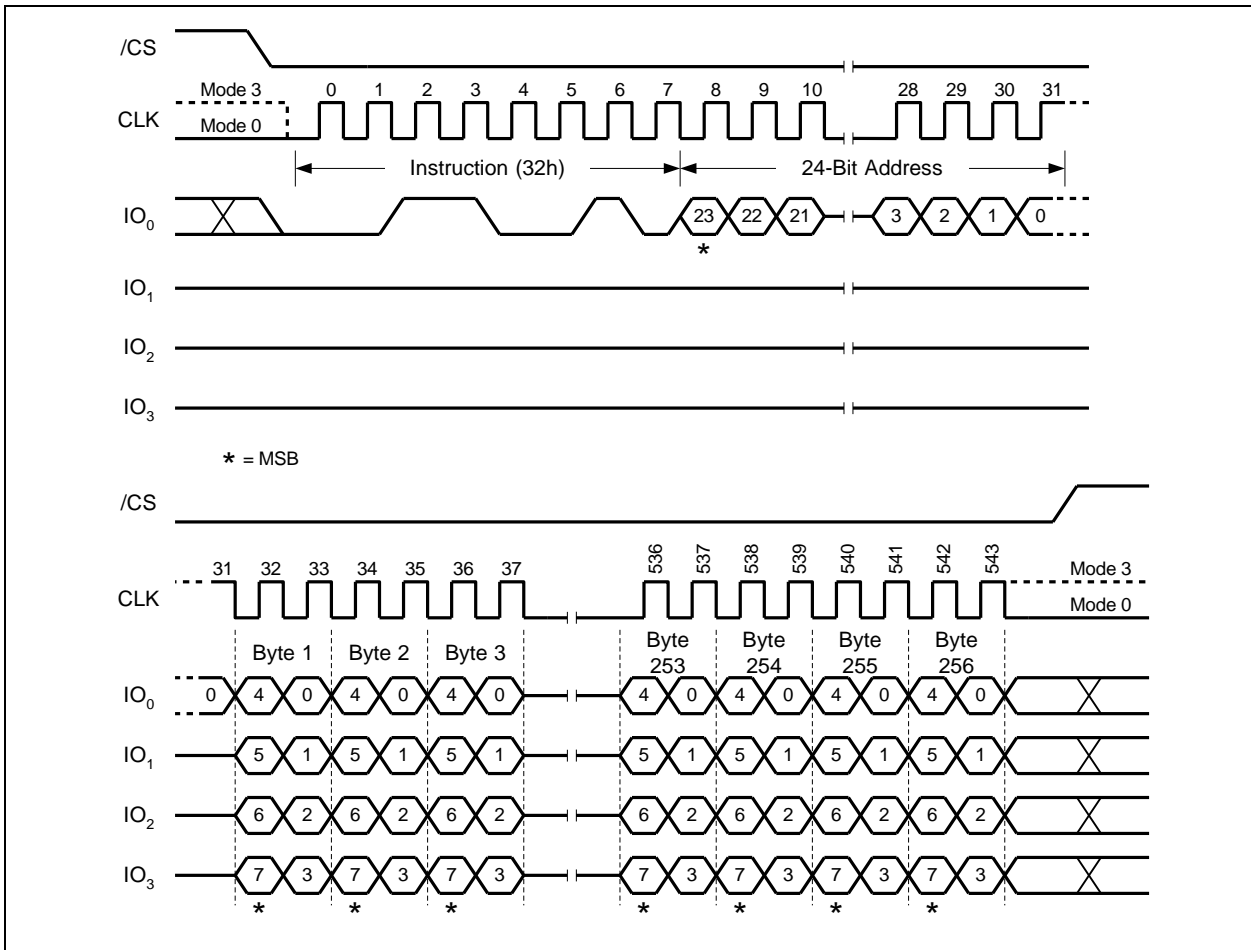 /CS
Mode 3 0 1 2 3 4 5 6 7 8 9 10 28 29 30 31
CLK
Mode 0
Instruction (32h) 24-Bit Address
IO0 23 22 21 3 2 1 0
*
IO1
IO2
IO3
* = MSB
/CS
31 32 33 34 35 36 37 536 537 538 539 540 541 542 543 Mode 3
CLK
Mode 0
Byte 1 Byte 2 Byte 3 Byte 253 Byte 254 Byte 255 Byte 256
IO0 0 4 0 4 0 4 0 4 0 4 0 4 0 4 0
IO1 5 1 5 1 5 1 5 1 5 1 5 1 5 1
IO2 6 2 6 2 6 2 6 2 6 2 6 2 6 2
IO3 7 3 7 3 7 3 7 3 7 3 7 3 7 3
* * * * * * *